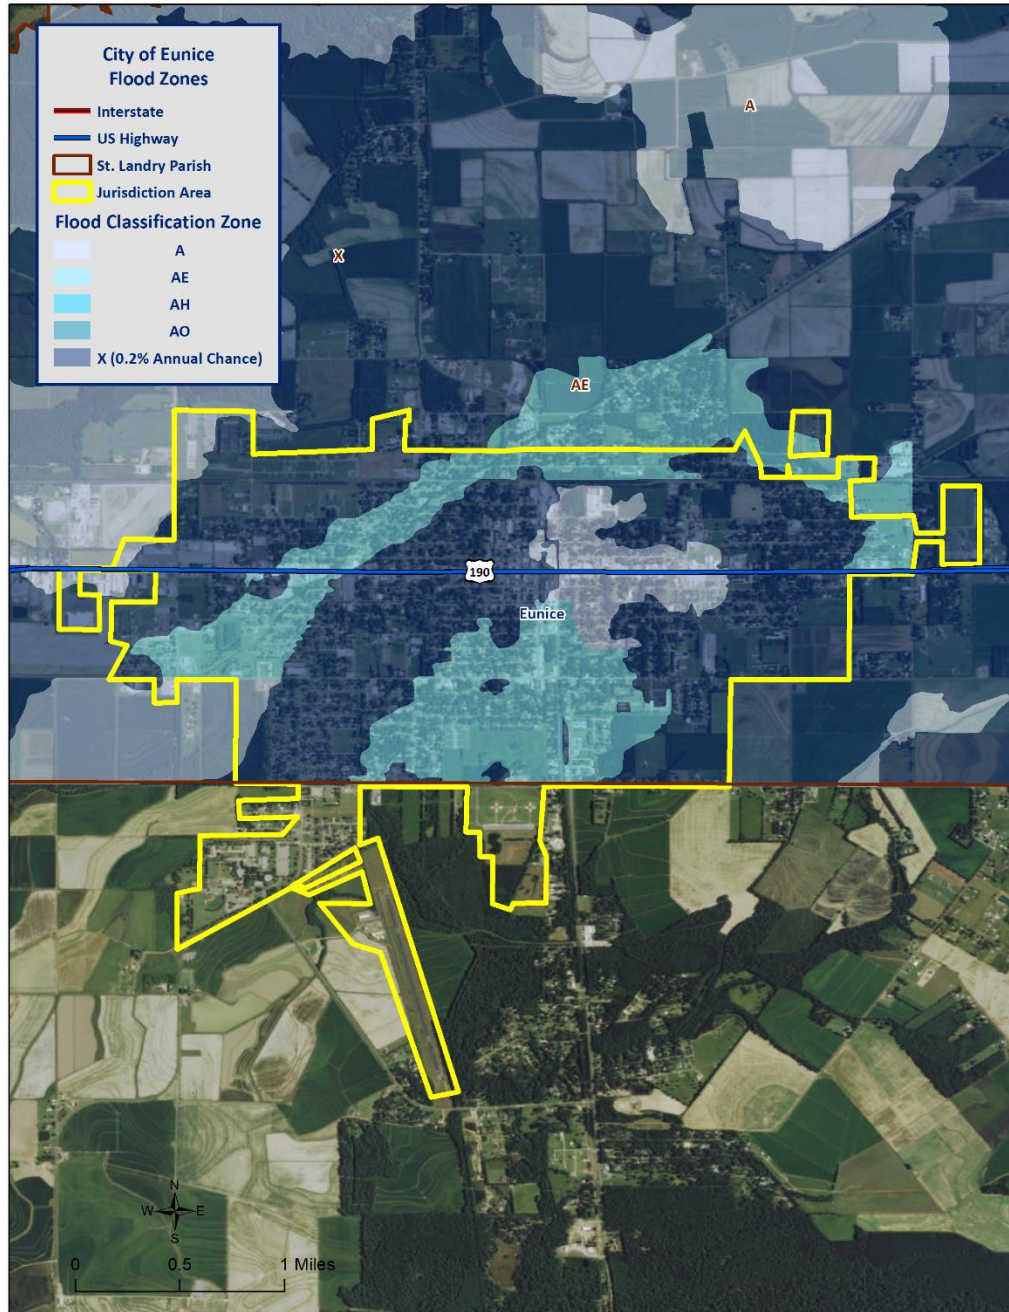 City of Eunice
Flood Zones
Interstate
US Highway
St. Landry Parish
Jurisdiction Area
Flood Classification Zone
A
AE
AH
AO
X (0.2% Annual Chance)
A
X
AE
190
Eunice
N
W E
S
0 0.5 1 Miles